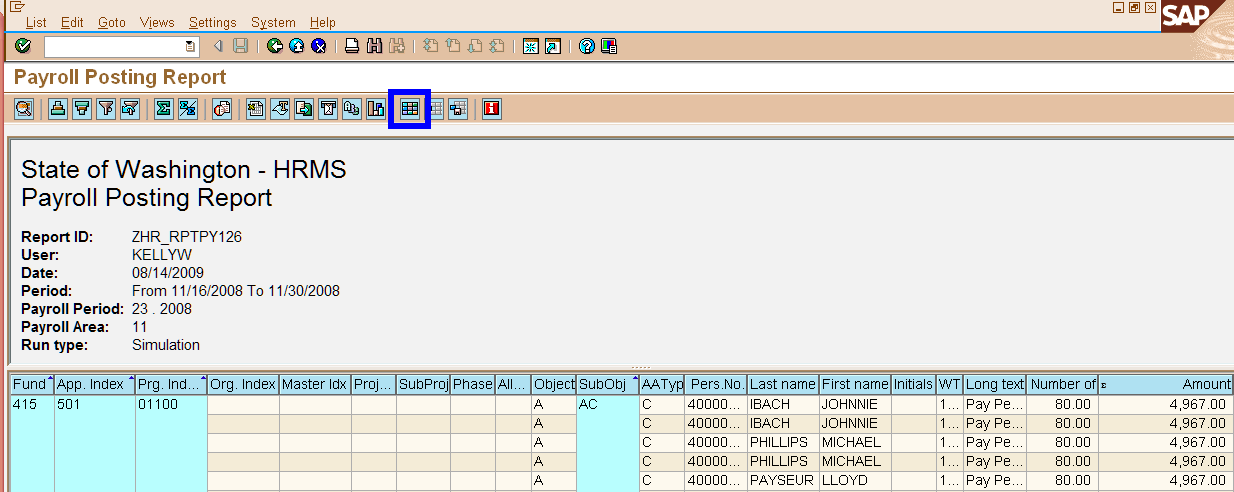 List Edit Goto Views Settings System Help
SAP
Payroll Posting Report
State of Washington - HRMS
Payroll Posting Report
Report ID: ZHR_RPTPY126
User: KELLYW
Date: 08/14/2009
Period: From 11/16/2008 To 11/30/2008
Payroll Period: 23 . 2008
Payroll Area: 11
Run type: Simulation
Fund App. Index Prg. Ind... Org. Index Master Idx Proj... SubProj Phase All... Object SubObj AATyp Pers.No. Last name First name Initials WT Long text Number of Σ Amount
415 501 01100 A AC C 40000... IBACH JOHNNIE 1... Pay Pe... 80.00 4,967.00
A C 40000... IBACH JOHNNIE 1... Pay Pe... 80.00 4,967.00
A C 40000... PHILLIPS MICHAEL 1... Pay Pe... 80.00 4,967.00
A C 40000... PHILLIPS MICHAEL 1... Pay Pe... 80.00 4,967.00
A C 40000... PAYSEUR LLOYD 1... Pay Pe... 80.00 4,967.00